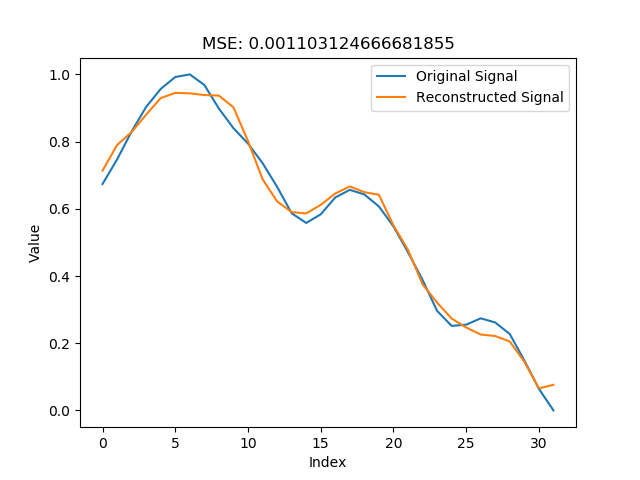 MSE: 0.001103124666681855
Original Signal
Reconstructed Signal
1.0
0.8
0.6
0.4
0.2
0.0
Value
0 5 10 15 20 25 30
Index